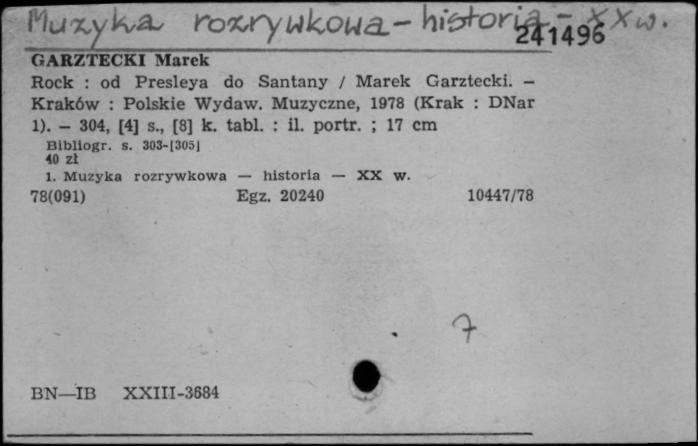 Muzyka rozrywkowa - historia - XX w.
241496
GARZTECKI Marek
Rock : od Presleya do Santany / Marek Garztecki. –
Kraków : Polskie Wydaw. Muzyczne, 1978 (Krak : DNar
1). – 304, [4] s., [8] k. tabl. : il. portr. ; 17 cm
Bibliogr. s. 303-[305]
40 zł
1. Muzyka rozrywkowa — historia — XX w.
78(091) Egz. 20240 10447/78
7
BN—IB XXIII-3684